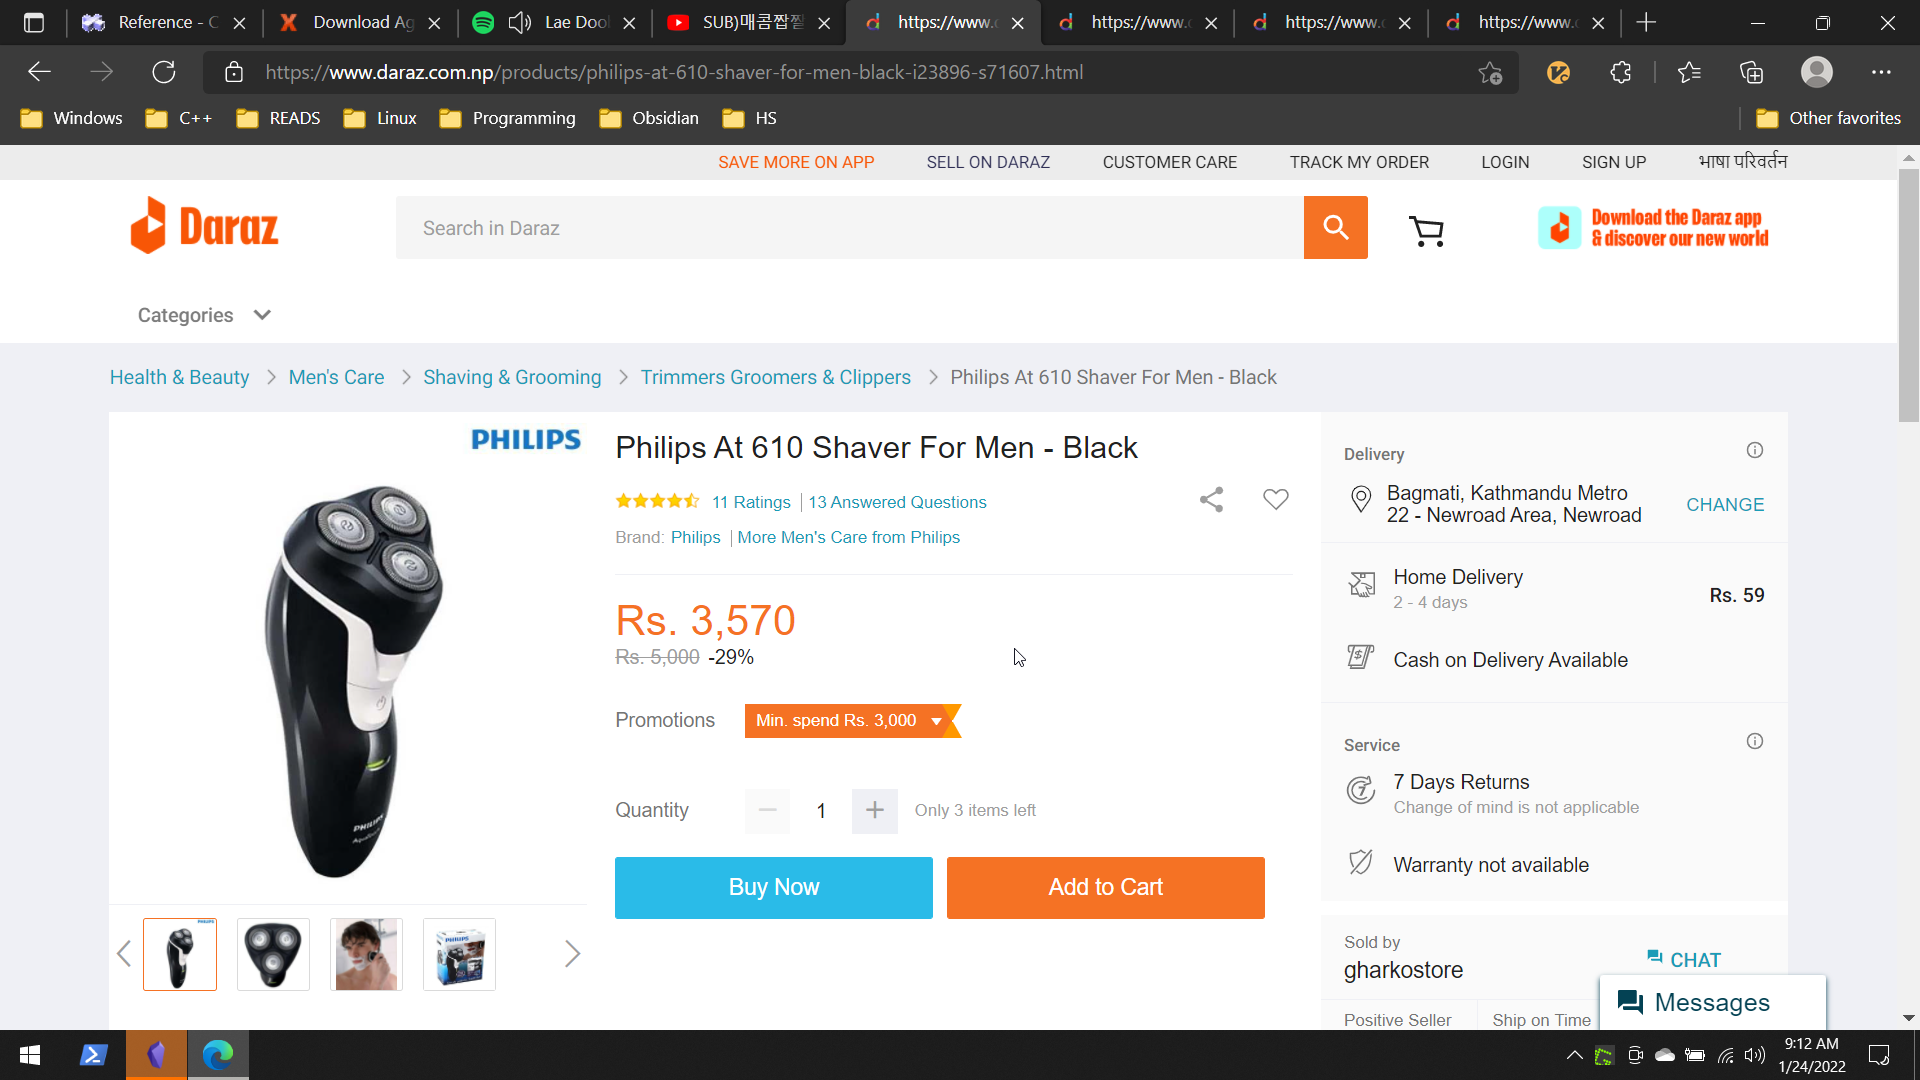 Reference - C
Download Ag
Lae Dool
SUB)매콤짭짤
https://www.
https://www.
https://www.
https://www.
https://www.daraz.com.np/products/philips-at-610-shaver-for-men-black-i23896-s71607.html
Windows
C++
READS
Linux
Programming
Obsidian
HS
Other favorites
SAVE MORE ON APP
SELL ON DARAZ
CUSTOMER CARE
TRACK MY ORDER
LOGIN
SIGN UP
भाषा परिवर्तन
Daraz
Search in Daraz
Download the Daraz app
& discover our new world
Categories
Health & Beauty
Men's Care
Shaving & Grooming
Trimmers Groomers & Clippers
Philips At 610 Shaver For Men - Black
PHILIPS
Philips At 610 Shaver For Men - Black
11 Ratings
13 Answered Questions
Brand: Philips
More Men's Care from Philips
Rs. 3,570
Rs. 5,000 -29%
Promotions
Min. spend Rs. 3,000
Quantity
1
Only 3 items left
Buy Now
Add to Cart
PHILIPS
Delivery
Bagmati, Kathmandu Metro
22 - Newroad Area, Newroad
CHANGE
Home Delivery
2 - 4 days
Rs. 59
Cash on Delivery Available
Service
7 Days Returns
Change of mind is not applicable
Warranty not available
Sold by
gharkostore
CHAT
Messages
Positive Seller
Ship on Time
9:12 AM
1/24/2022